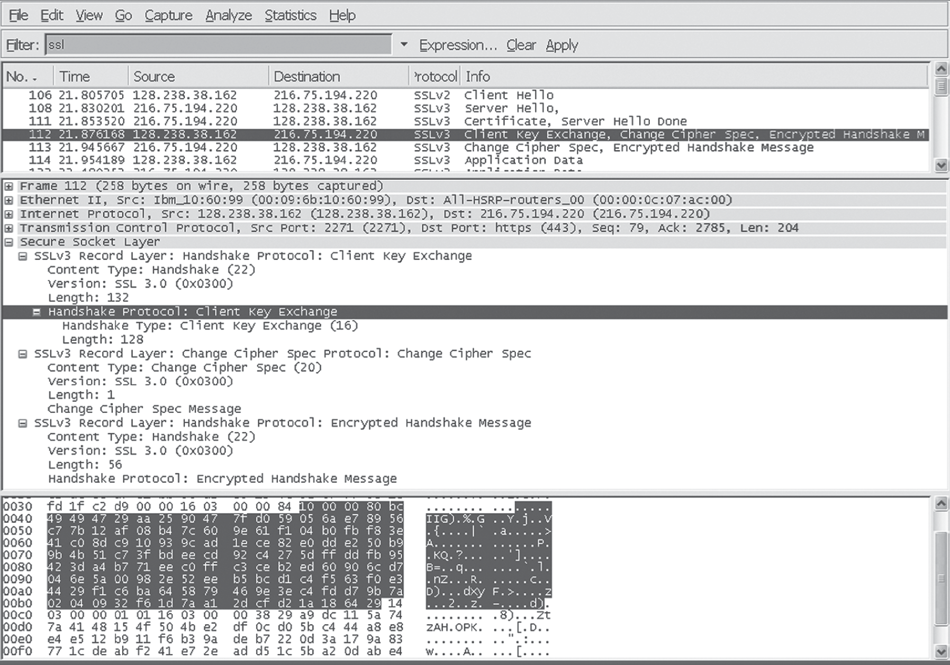 File Edit View Go Capture Analyze Statistics Help
Filter: ssl Expression... Clear Apply
No. - Time Source Destination rotocol Info
106 21.805705 128.238.38.162 216.75.194.220 SSLv2 Client Hello
108 21.830201 216.75.194.220 128.238.38.162 SSLv3 Server Hello,
111 21.853520 216.75.194.220 128.238.38.162 SSLv3 Certificate, Server Hello Done
112 21.876168 128.238.38.162 216.75.194.220 SSLv3 Client Key Exchange, Change Cipher Spec, Encrypted Handshake M
113 21.945667 216.75.194.220 128.238.38.162 SSLv3 Change Cipher Spec, Encrypted Handshake Message
114 21.954189 128.238.38.162 216.75.194.220 SSLv3 Application Data
Frame 112 (258 bytes on wire, 258 bytes captured)
Ethernet II, Src: Ibm_10:60:99 (00:09:6b:10:60:99), Dst: All-HSRP-routers_00 (00:00:0c:07:ac:00)
Internet Protocol, Src: 128.238.38.162 (128.238.38.162), Dst: 216.75.194.220 (216.75.194.220)
Transmission Control Protocol, Src Port: 2271 (2271), Dst Port: https (443), Seq: 79, Ack: 2785, Len: 204
Secure Socket Layer
SSLv3 Record Layer: Handshake Protocol: Client Key Exchange
Content Type: Handshake (22)
Version: SSL 3.0 (0x0300)
Length: 132
Handshake Protocol: Client Key Exchange
Handshake Type: Client Key Exchange (16)
Length: 128
SSLv3 Record Layer: Change Cipher Spec Protocol: Change Cipher Spec
Content Type: Change Cipher Spec (20)
Version: SSL 3.0 (0x0300)
Length: 1
Change Cipher Spec Message
SSLv3 Record Layer: Handshake Protocol: Encrypted Handshake Message
Content Type: Handshake (22)
Version: SSL 3.0 (0x0300)
Length: 56
Handshake Protocol: Encrypted Handshake Message
0030 fd 1f c2 d9 00 00 16 03 00 00 84 10 00 00 80 bc
0040 49 49 47 29 aa 25 90 47 7f d0 59 05 6a e7 89 56 IIG).%.G ..Y.j..V
0050 c7 7b 12 af 08 b4 7c 60 9e 61 f1 04 b0 fb f8 3e .{....|` .a.....>
0060 41 c0 8d c9 10 93 9c ad 1e ce 82 e0 dd e2 50 b9 A....... ......P.
0070 9b 4b 51 c7 3f bd ee cd 92 c4 27 5d ff dd fb 95 .KQ.?... ..']....
0080 42 3d a4 b7 71 ee c0 ff c3 ce b2 ed 60 90 6c d7 B=..q... ....`.l.
0090 04 6e 5a 00 98 2e 52 ee b5 bc d1 c4 f5 63 f0 e3 .nZ...R. .....c..
00a0 44 29 f1 c6 ba 64 58 79 46 9e 3e c4 fd d7 9b 7a D)...dXy F.>....z
00b0 02 04 09 32 f6 1d 7a a1 2d cf d2 1a 18 64 29 14 ...2..z. -....d).
00c0 03 00 00 01 01 16 03 00 00 38 29 a9 dc 11 5a 74 ........ .8)...Zt
00d0 7a 41 48 15 4f 50 4b e2 df 0c d0 5b c4 44 a8 e8 zAH.OPK. ...[.D..
00e0 e4 e5 12 b9 11 f6 b3 9a de b7 22 0d 3a 17 9a 83 ........ ..".:...
00f0 77 1c de ab f2 41 e7 2e ad d5 1c 5b a2 0d ab e4 w....A.. ...[....